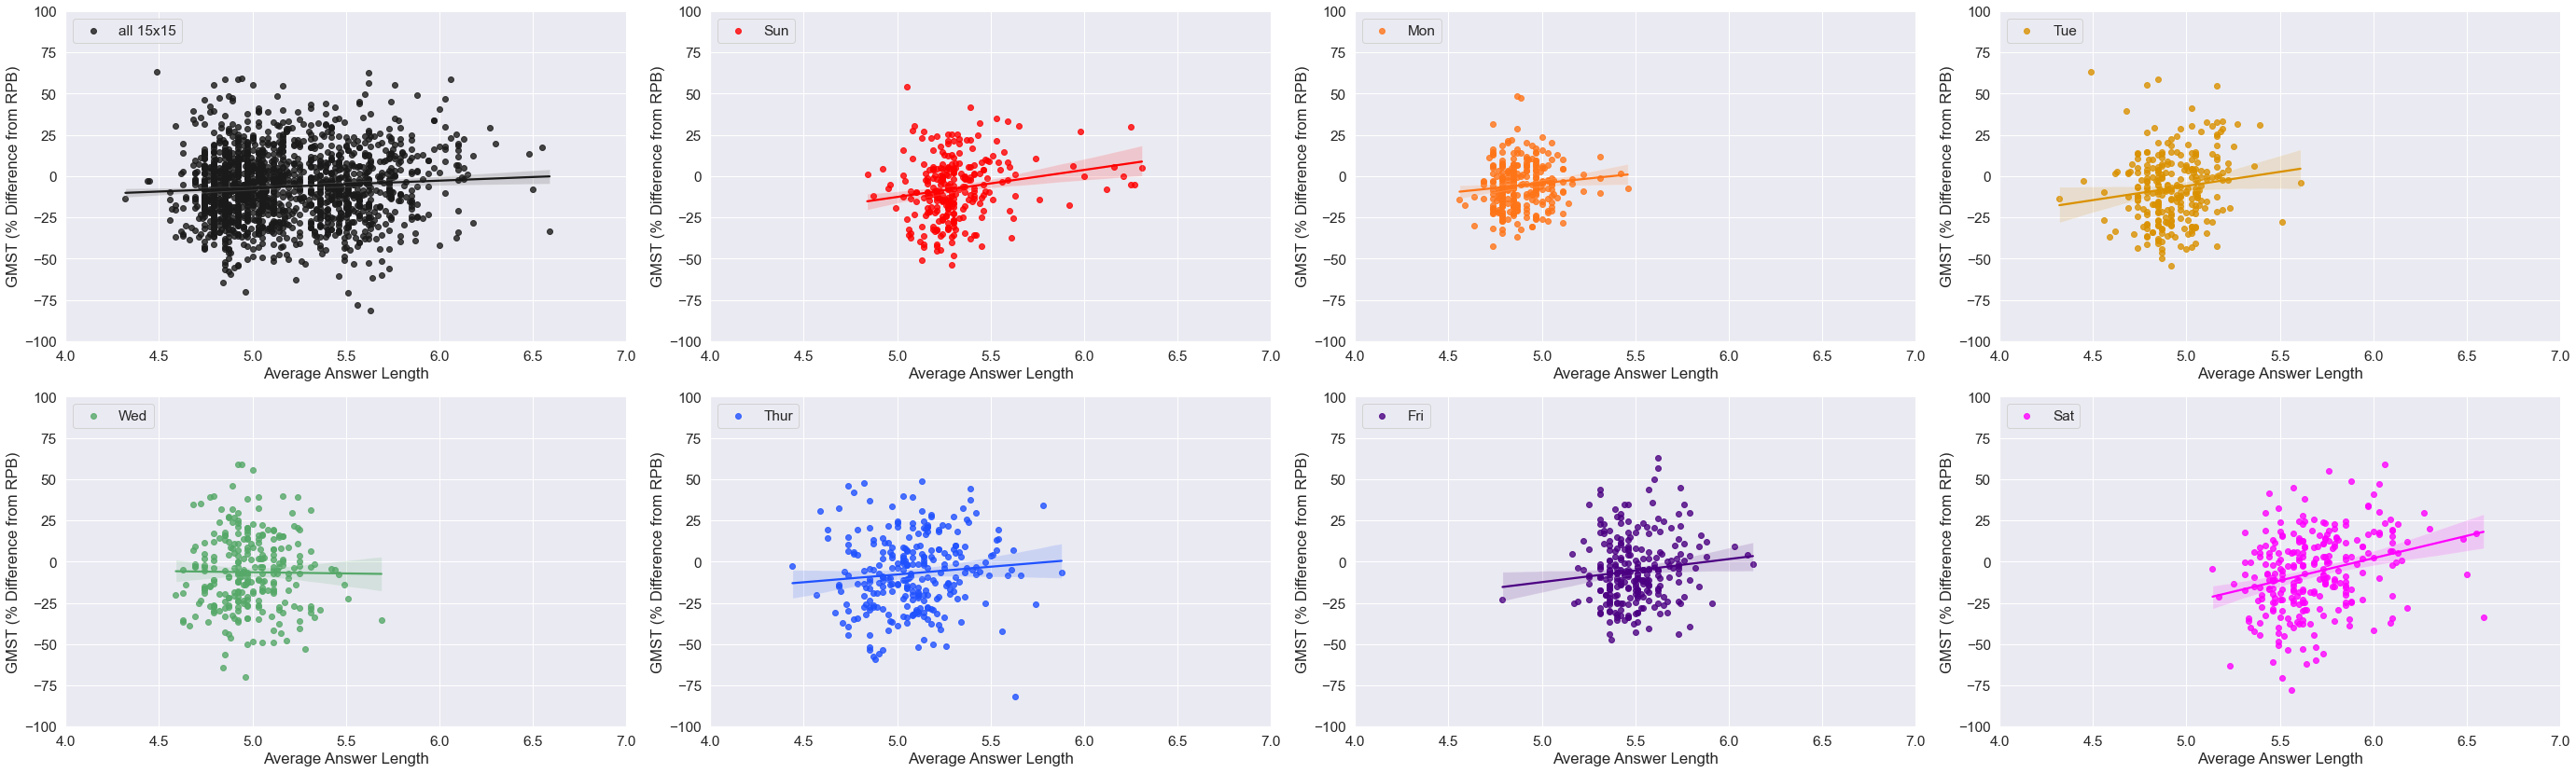 all 15x15
100
75
50
25
0
−25
−50
−75
−100
GMST (% Difference from RPB)
4.0 4.5 5.0 5.5 6.0 6.5 7.0
Average Answer Length
Sun
100
75
50
25
0
−25
−50
−75
−100
GMST (% Difference from RPB)
4.0 4.5 5.0 5.5 6.0 6.5 7.0
Average Answer Length
Mon
100
75
50
25
0
−25
−50
−75
−100
GMST (% Difference from RPB)
4.0 4.5 5.0 5.5 6.0 6.5 7.0
Average Answer Length
Tue
100
75
50
25
0
−25
−50
−75
−100
GMST (% Difference from RPB)
4.0 4.5 5.0 5.5 6.0 6.5 7.0
Average Answer Length
Wed
100
75
50
25
0
−25
−50
−75
−100
GMST (% Difference from RPB)
4.0 4.5 5.0 5.5 6.0 6.5 7.0
Average Answer Length
Thur
100
75
50
25
0
−25
−50
−75
−100
GMST (% Difference from RPB)
4.0 4.5 5.0 5.5 6.0 6.5 7.0
Average Answer Length
Fri
100
75
50
25
0
−25
−50
−75
−100
GMST (% Difference from RPB)
4.0 4.5 5.0 5.5 6.0 6.5 7.0
Average Answer Length
Sat
100
75
50
25
0
−25
−50
−75
−100
GMST (% Difference from RPB)
4.0 4.5 5.0 5.5 6.0 6.5 7.0
Average Answer Length